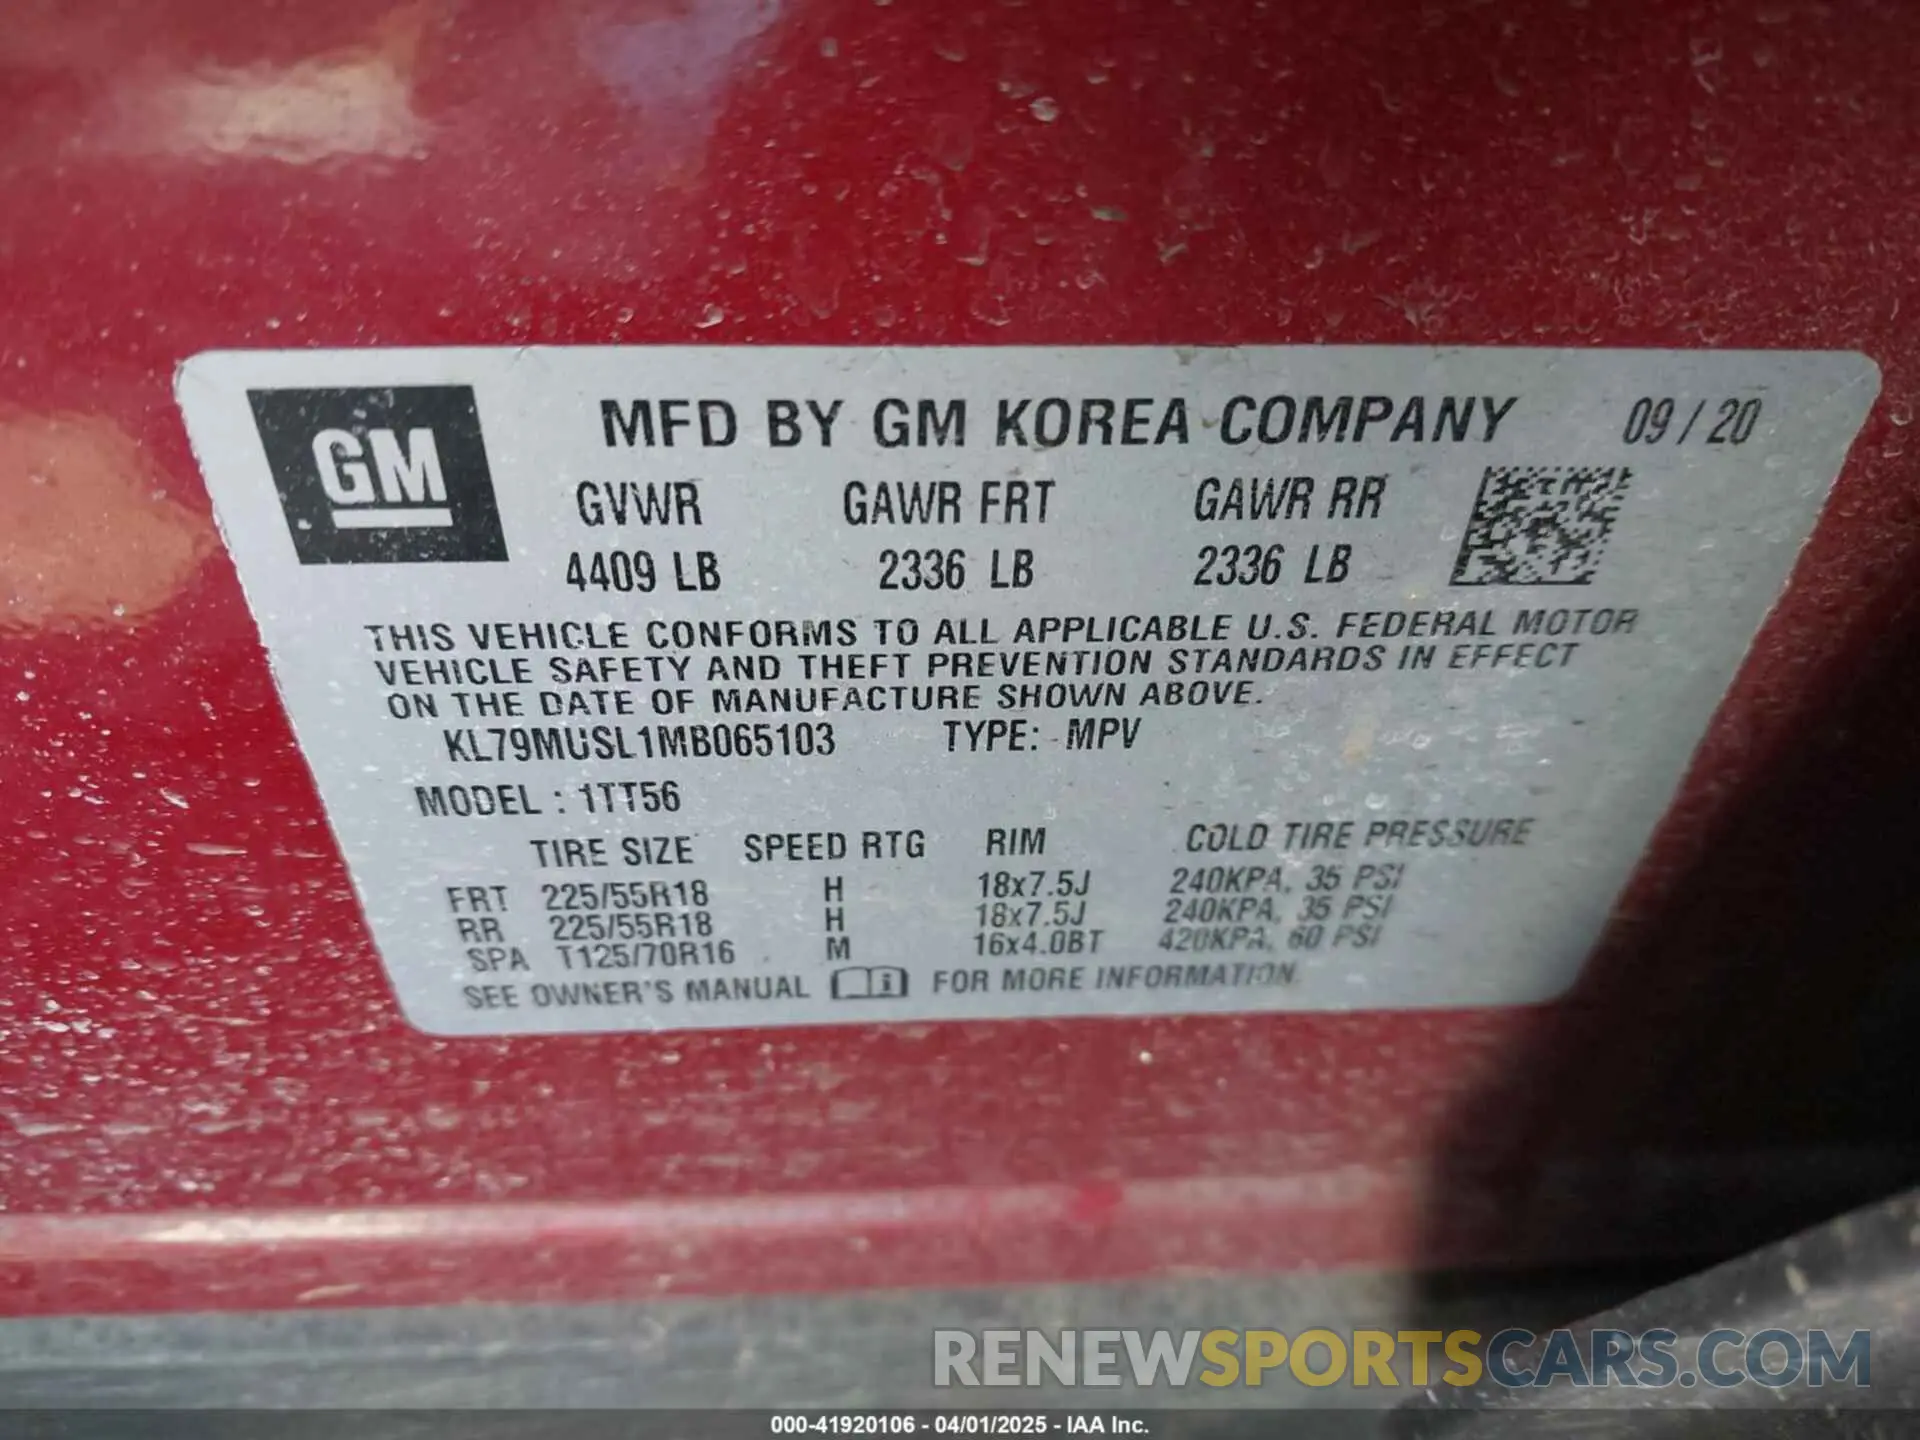 GM
MFD BY GM KOREA COMPANY 09/20
GVWR GAWR FRT GAWR RR
4409 LB 2336 LB 2336 LB
THIS VEHICLE CONFORMS TO ALL APPLICABLE U.S. FEDERAL MOTOR
VEHICLE SAFETY AND THEFT PREVENTION STANDARDS IN EFFECT
ON THE DATE OF MANUFACTURE SHOWN ABOVE.
KL79MUSL1MB065103 TYPE: MPV
MODEL : 1TT56
TIRE SIZE SPEED RTG RIM COLD TIRE PRESSURE
FRT 225/55R18 H 18x7.5J 240KPA, 35 PSI
RR 225/55R18 H 18x7.5J 240KPA, 35 PSI
SPA T125/70R16 M 16x4.0BT 420KPA, 60 PSI
SEE OWNER'S MANUAL FOR MORE INFORMATION
RENEWSPORTSCARS.COM
000-41920106 - 04/01/2025 - IAA Inc.